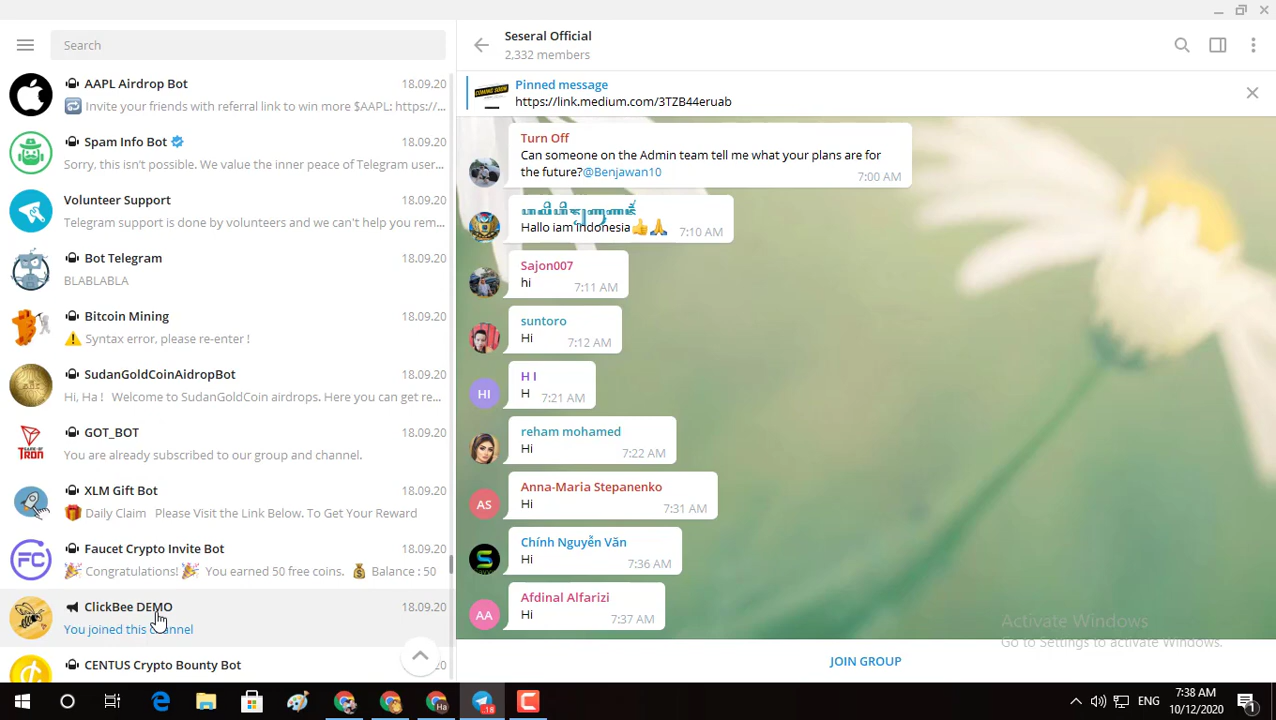 Search
AAPL Airdrop Bot 18.09.20
Invite your friends with referral link to win more $AAPL: https://...
Spam Info Bot 18.09.20
Sorry, this isn't possible. We value the inner peace of Telegram user...
Volunteer Support 18.09.20
Telegram support is done by volunteers and we can't help you rem...
Bot Telegram 18.09.20
BLABLABLA
Bitcoin Mining 18.09.20
Syntax error, please re-enter !
SudanGoldCoinAidropBot 18.09.20
Hi, Ha ! Welcome to SudanGoldCoin airdrops. Here you can get re...
GOT_BOT 18.09.20
You are already subscribed to our group and channel.
XLM Gift Bot 18.09.20
Daily Claim Please Visit the Link Below. To Get Your Reward
Faucet Crypto Invite Bot 18.09.20
Congratulations! You earned 50 free coins. Balance : 50
ClickBee DEMO 18.09.20
You joined this channel
CENTUS Crypto Bounty Bot 18.09.20
Seseral Official
2,332 members
Pinned message
https://link.medium.com/3TZB44eruab
Turn Off
Can someone on the Admin team tell me what your plans are for
the future?@Benjawan10 7:00 AM
Hallo iam Indonesia👍🙏 7:10 AM
Sajon007
hi 7:11 AM
suntoro
Hi 7:12 AM
H I
H 7:21 AM
reham mohamed
Hi 7:22 AM
Anna-Maria Stepanenko
Hi 7:31 AM
Chính Nguyễn Văn
Hi 7:36 AM
Afdinal Alfarizi
Hi 7:37 AM
HI
AS
AA
FC
COMING SOON
JOIN GROUP
Activate Windows
Go to Settings to activate Windows.
18
Ha
ENG
7:38 AM
10/12/2020
1